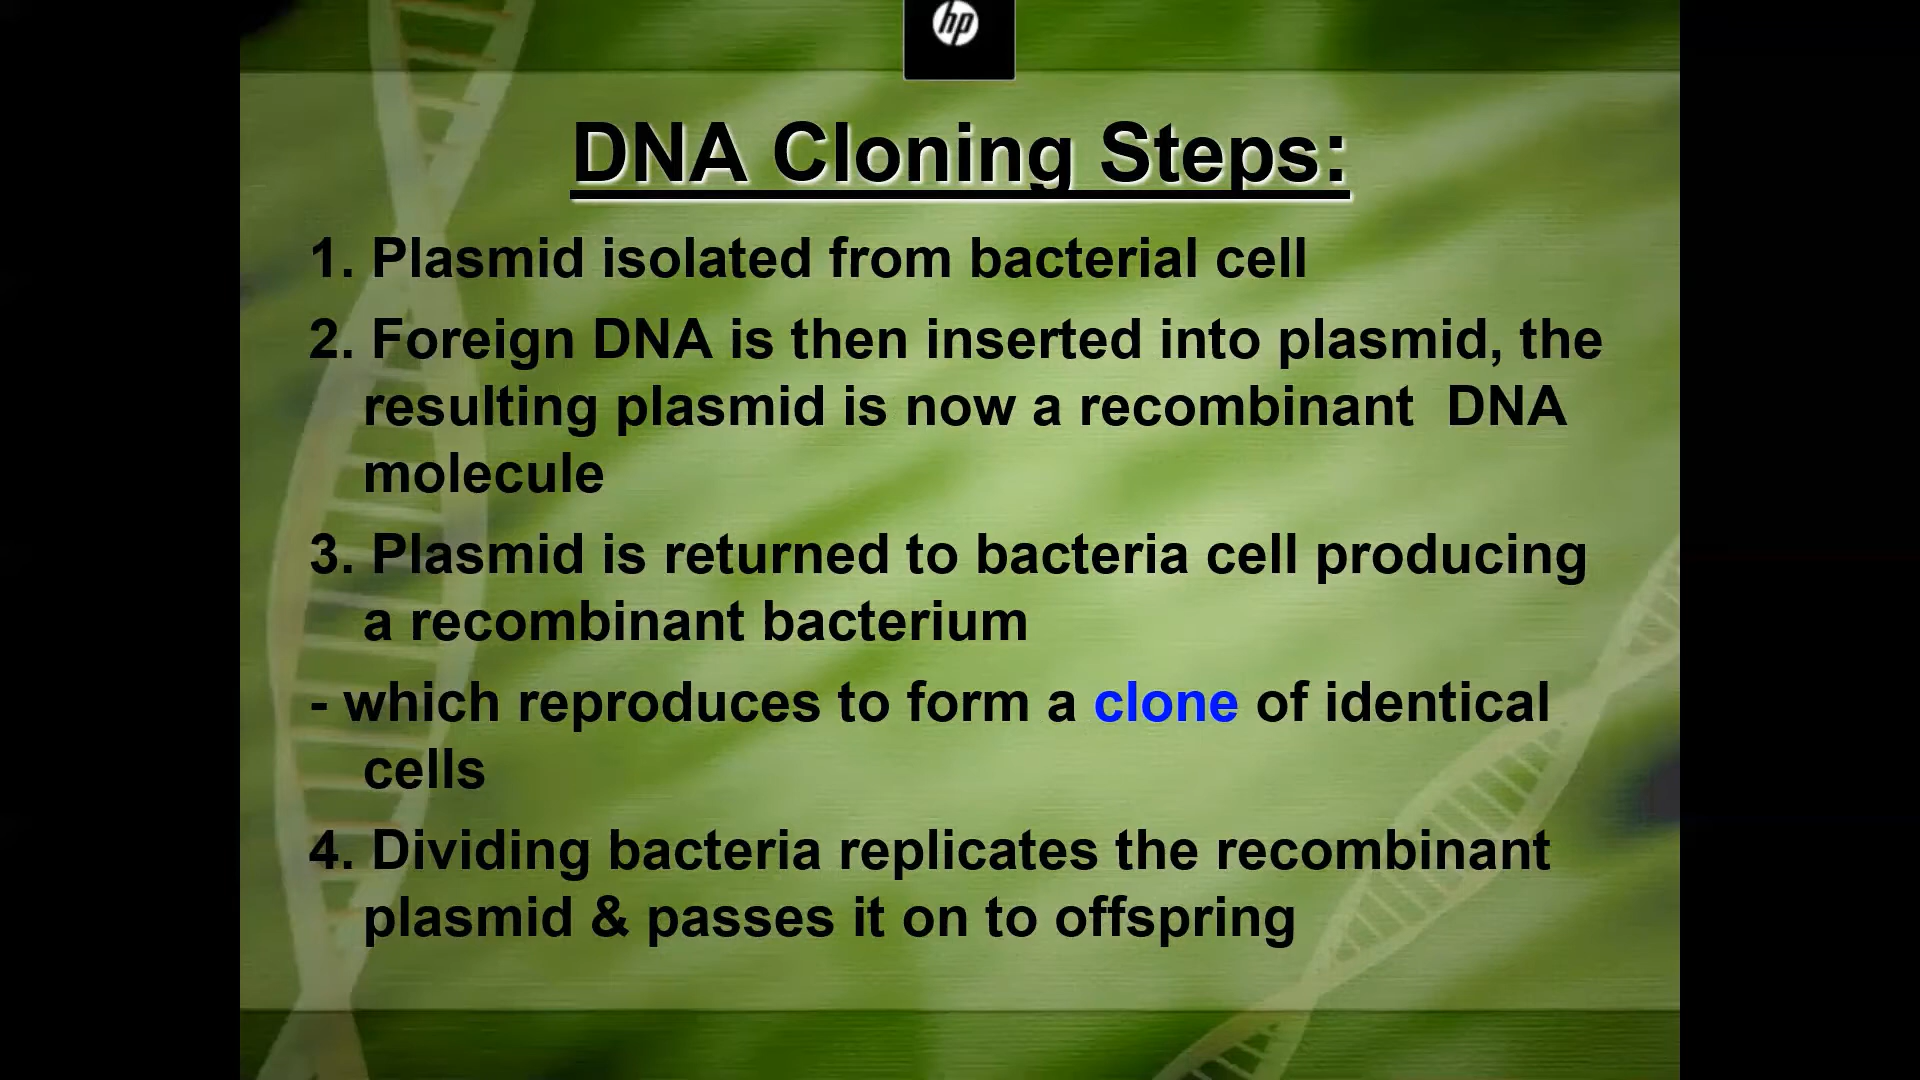 hp
DNA Cloning Steps:
1. Plasmid isolated from bacterial cell
2. Foreign DNA is then inserted into plasmid, the
resulting plasmid is now a recombinant  DNA
molecule
3. Plasmid is returned to bacteria cell producing
a recombinant bacterium
- which reproduces to form a clone of identical
cells
4. Dividing bacteria replicates the recombinant
plasmid & passes it on to offspring